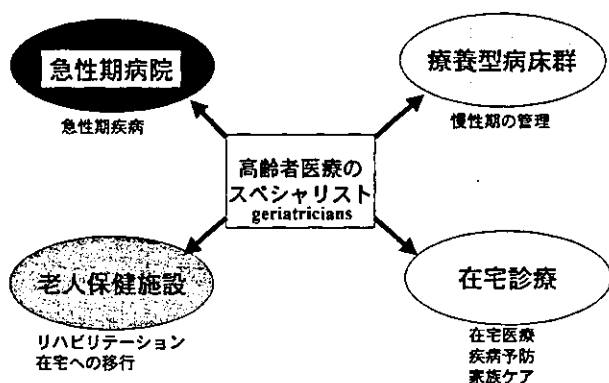 急性期病院
急性期疾病
療養型病床群
慢性期の管理
高齢者医療の
スペシャリスト
geriatricians
老人保健施設
リハビリテーション
在宅への移行
在宅診療
在宅医療
疾病予防
家族ケア